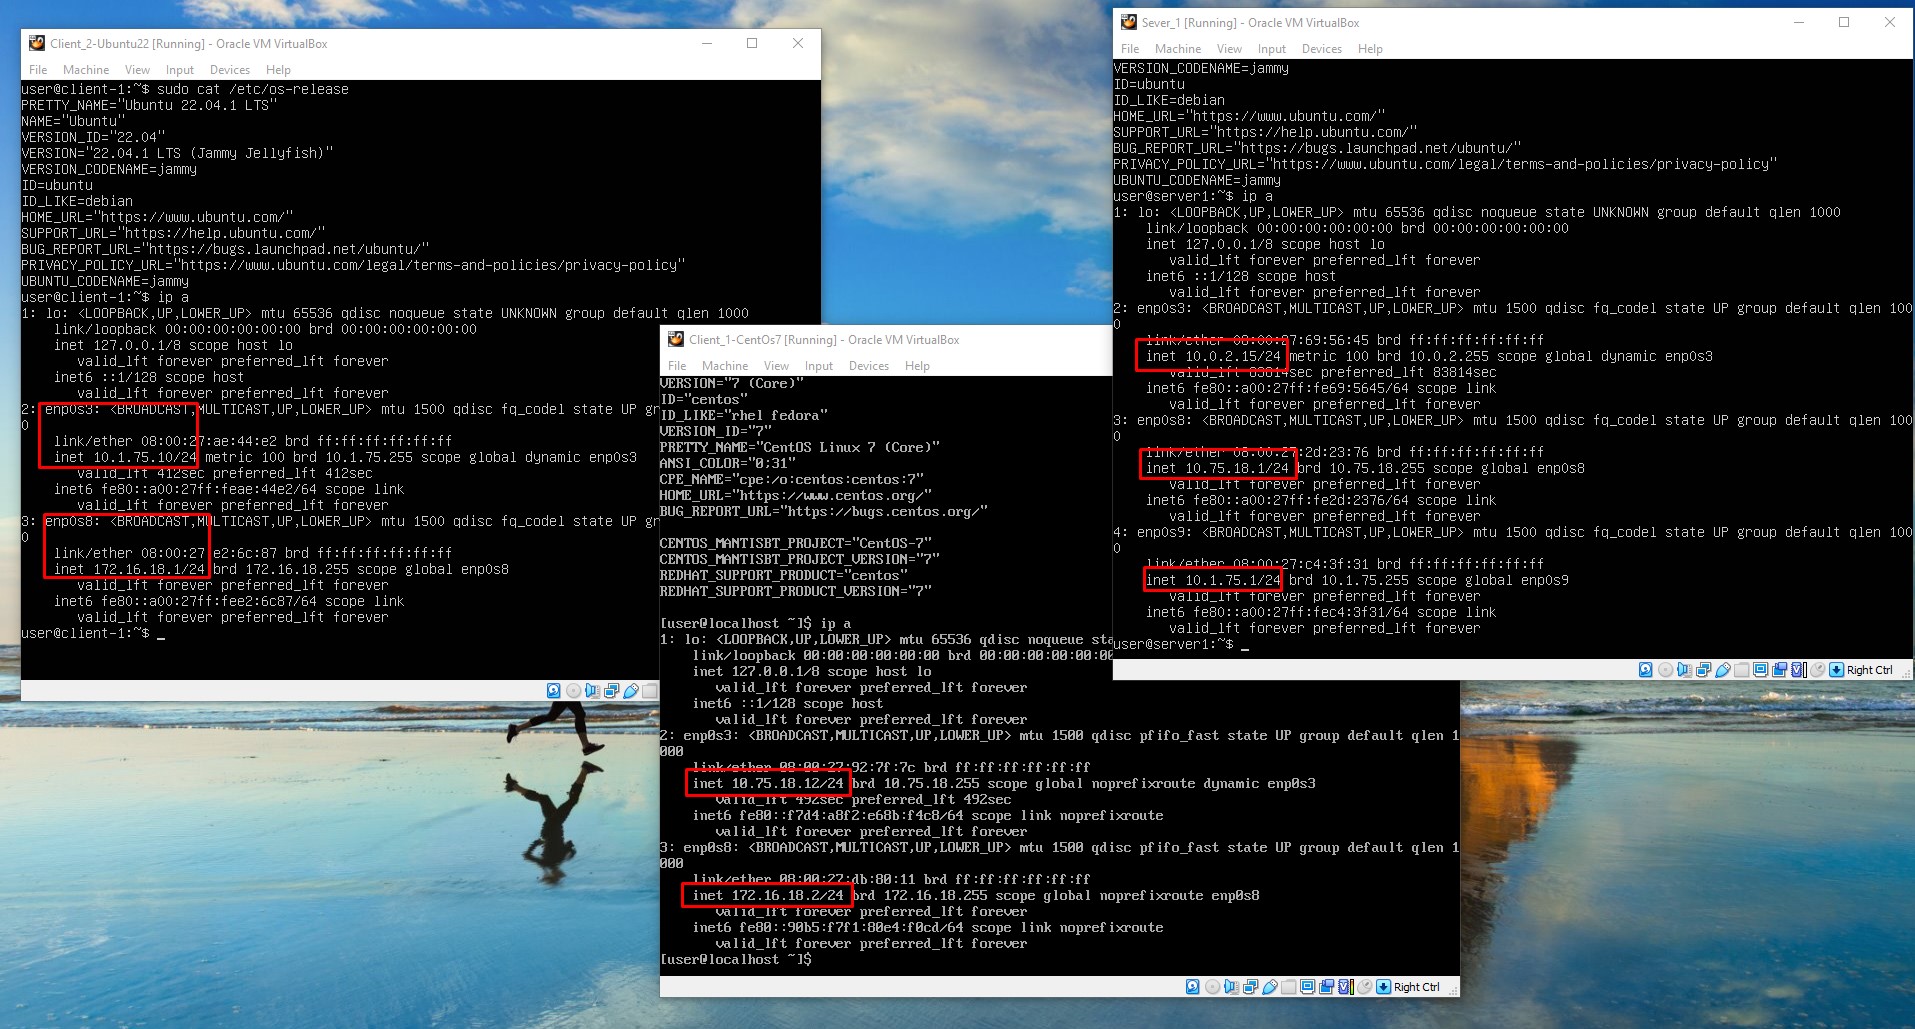 Client_2-Ubuntu22 [Running] - Oracle VM VirtualBox
File Machine View Input Devices Help
user@client-1:~$ sudo cat /etc/os-release
PRETTY_NAME="Ubuntu 22.04.1 LTS"
NAME="Ubuntu"
VERSION_ID="22.04"
VERSION="22.04.1 LTS (Jammy Jellyfish)"
VERSION_CODENAME=jammy
ID=ubuntu
ID_LIKE=debian
HOME_URL="https://www.ubuntu.com/"
SUPPORT_URL="https://help.ubuntu.com/"
BUG_REPORT_URL="https://bugs.launchpad.net/ubuntu/"
PRIVACY_POLICY_URL="https://www.ubuntu.com/legal/terms-and-policies/privacy-policy"
UBUNTU_CODENAME=jammy
user@client-1:~$ ip a
1: lo: <LOOPBACK,UP,LOWER_UP> mtu 65536 qdisc noqueue state UNKNOWN group default qlen 1000
link/loopback 00:00:00:00:00:00 brd 00:00:00:00:00:00
inet 127.0.0.1/8 scope host lo
valid_lft forever preferred_lft forever
inet6 ::1/128 scope host
valid_lft forever preferred_lft forever
2: enp0s3: <BROADCAST,MULTICAST,UP,LOWER_UP> mtu 1500 qdisc fq_codel state UP gr
0
link/ether 08:00:27:ae:44:e2 brd ff:ff:ff:ff:ff:ff
inet 10.1.75.10/24 metric 100 brd 10.1.75.255 scope global dynamic enp0s3
valid_lft 412sec preferred_lft 412sec
inet6 fe80::a00:27ff:feae:44e2/64 scope link
valid_lft forever preferred_lft forever
3: enp0s8: <BROADCAST,MULTICAST,UP,LOWER_UP> mtu 1500 qdisc fq_codel state UP gr
0
link/ether 08:00:27:e2:6c:87 brd ff:ff:ff:ff:ff:ff
inet 172.16.18.1/24 brd 172.16.18.255 scope global enp0s8
valid_lft forever preferred_lft forever
inet6 fe80::a00:27ff:fee2:6c87/64 scope link
valid_lft forever preferred_lft forever
user@client-1:~$ _
Client_1-CentOs7 [Running] - Oracle VM VirtualBox
File Machine View Input Devices Help
VERSION="7 (Core)"
ID="centos"
ID_LIKE="rhel fedora"
VERSION_ID="7"
PRETTY_NAME="CentOS Linux 7 (Core)"
ANSI_COLOR="0;31"
CPE_NAME="cpe:/o:centos:centos:7"
HOME_URL="https://www.centos.org/"
BUG_REPORT_URL="https://bugs.centos.org/"
CENTOS_MANTISBT_PROJECT="CentOS-7"
CENTOS_MANTISBT_PROJECT_VERSION="7"
REDHAT_SUPPORT_PRODUCT="centos"
REDHAT_SUPPORT_PRODUCT_VERSION="7"
[user@localhost ~]$ ip a
1: lo: <LOOPBACK,UP,LOWER_UP> mtu 65536 qdisc noqueue sta
link/loopback 00:00:00:00:00:00 brd 00:00:00:00:00:00
inet 127.0.0.1/8 scope host lo
valid_lft forever preferred_lft forever
inet6 ::1/128 scope host
valid_lft forever preferred_lft forever
2: enp0s3: <BROADCAST,MULTICAST,UP,LOWER_UP> mtu 1500 qdisc pfifo_fast state UP group default qlen 1
000
link/ether 08:00:27:92:7f:7c brd ff:ff:ff:ff:ff:ff
inet 10.75.18.12/24 brd 10.75.18.255 scope global noprefixroute dynamic enp0s3
valid_lft 492sec preferred_lft 492sec
inet6 fe80::f7d4:a8f2:e68b:f4c8/64 scope link noprefixroute
valid_lft forever preferred_lft forever
3: enp0s8: <BROADCAST,MULTICAST,UP,LOWER_UP> mtu 1500 qdisc pfifo_fast state UP group default qlen 1
000
link/ether 08:00:27:db:80:11 brd ff:ff:ff:ff:ff:ff
inet 172.16.18.2/24 brd 172.16.18.255 scope global noprefixroute enp0s8
valid_lft forever preferred_lft forever
inet6 fe80::90b5:f7f1:80e4:f0cd/64 scope link noprefixroute
valid_lft forever preferred_lft forever
[user@localhost ~]$
Right Ctrl
Sever_1 [Running] - Oracle VM VirtualBox
File Machine View Input Devices Help
VERSION_CODENAME=jammy
ID=ubuntu
ID_LIKE=debian
HOME_URL="https://www.ubuntu.com/"
SUPPORT_URL="https://help.ubuntu.com/"
BUG_REPORT_URL="https://bugs.launchpad.net/ubuntu/"
PRIVACY_POLICY_URL="https://www.ubuntu.com/legal/terms-and-policies/privacy-policy"
UBUNTU_CODENAME=jammy
user@server1:~$ ip a
1: lo: <LOOPBACK,UP,LOWER_UP> mtu 65536 qdisc noqueue state UNKNOWN group default qlen 1000
link/loopback 00:00:00:00:00:00 brd 00:00:00:00:00:00
inet 127.0.0.1/8 scope host lo
valid_lft forever preferred_lft forever
inet6 ::1/128 scope host
valid_lft forever preferred_lft forever
2: enp0s3: <BROADCAST,MULTICAST,UP,LOWER_UP> mtu 1500 qdisc fq_codel state UP group default qlen 100
0
link/ether 08:00:27:69:56:45 brd ff:ff:ff:ff:ff:ff
inet 10.0.2.15/24 metric 100 brd 10.0.2.255 scope global dynamic enp0s3
valid_lft 83814sec preferred_lft 83814sec
inet6 fe80::a00:27ff:fe69:5645/64 scope link
valid_lft forever preferred_lft forever
3: enp0s8: <BROADCAST,MULTICAST,UP,LOWER_UP> mtu 1500 qdisc fq_codel state UP group default qlen 100
0
link/ether 08:00:27:2d:23:76 brd ff:ff:ff:ff:ff:ff
inet 10.75.18.1/24 brd 10.75.18.255 scope global enp0s8
valid_lft forever preferred_lft forever
inet6 fe80::a00:27ff:fe2d:2376/64 scope link
valid_lft forever preferred_lft forever
4: enp0s9: <BROADCAST,MULTICAST,UP,LOWER_UP> mtu 1500 qdisc fq_codel state UP group default qlen 100
0
link/ether 08:00:27:c4:3f:31 brd ff:ff:ff:ff:ff:ff
inet 10.1.75.1/24 brd 10.1.75.255 scope global enp0s9
valid_lft forever preferred_lft forever
inet6 fe80::a00:27ff:fec4:3f31/64 scope link
valid_lft forever preferred_lft forever
user@server1:~$ _
Right Ctrl